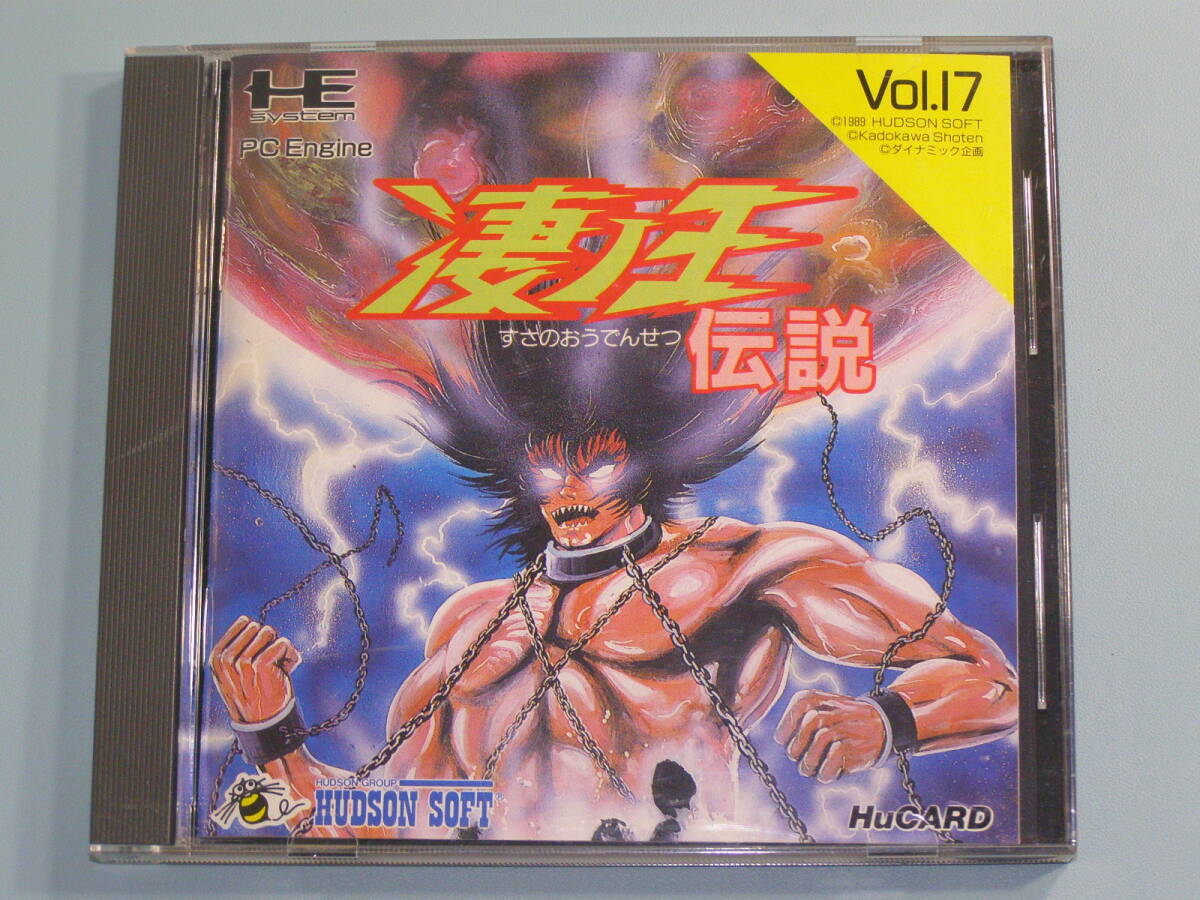 HE
system
PC Engine
Vol.17
©1989 HUDSON SOFT
©Kadokawa Shoten
©ダイナミック企画
凄ノ王
すさのおうでんせつ
伝説
HUDSON GROUP
HUDSON SOFT®
HuCARD